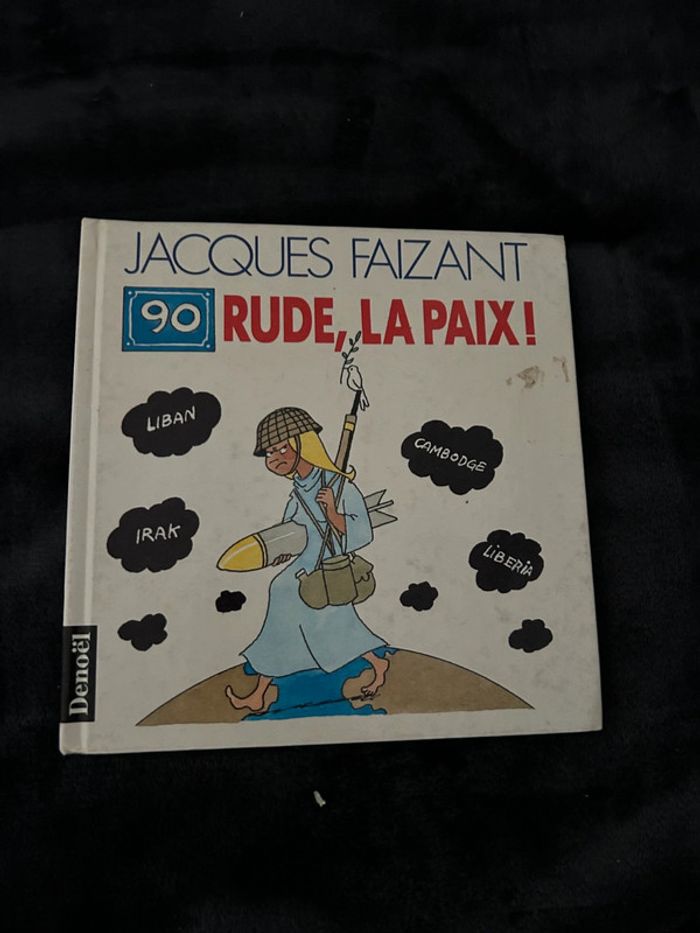 JACQUES FAIZANT
90 RUDE, LA PAIX !
LIBAN
CAMBODGE
IRAK
LIBERIA
Denoël